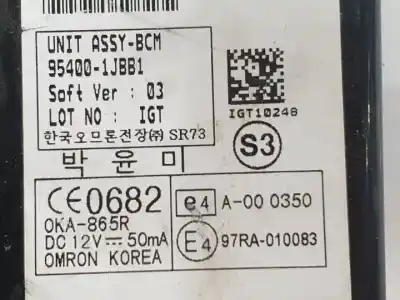 UNIT ASSY-BCM
95400-1JBB1
Soft Ver : 03
LOT NO : IGT
한국오므론전장㈜ SR73
IGT10248
S3
박윤미
CE0682
OKA-865R
DC 12V⎓50mA
OMRON KOREA
e4 A-00 0350
E4 97RA-010083